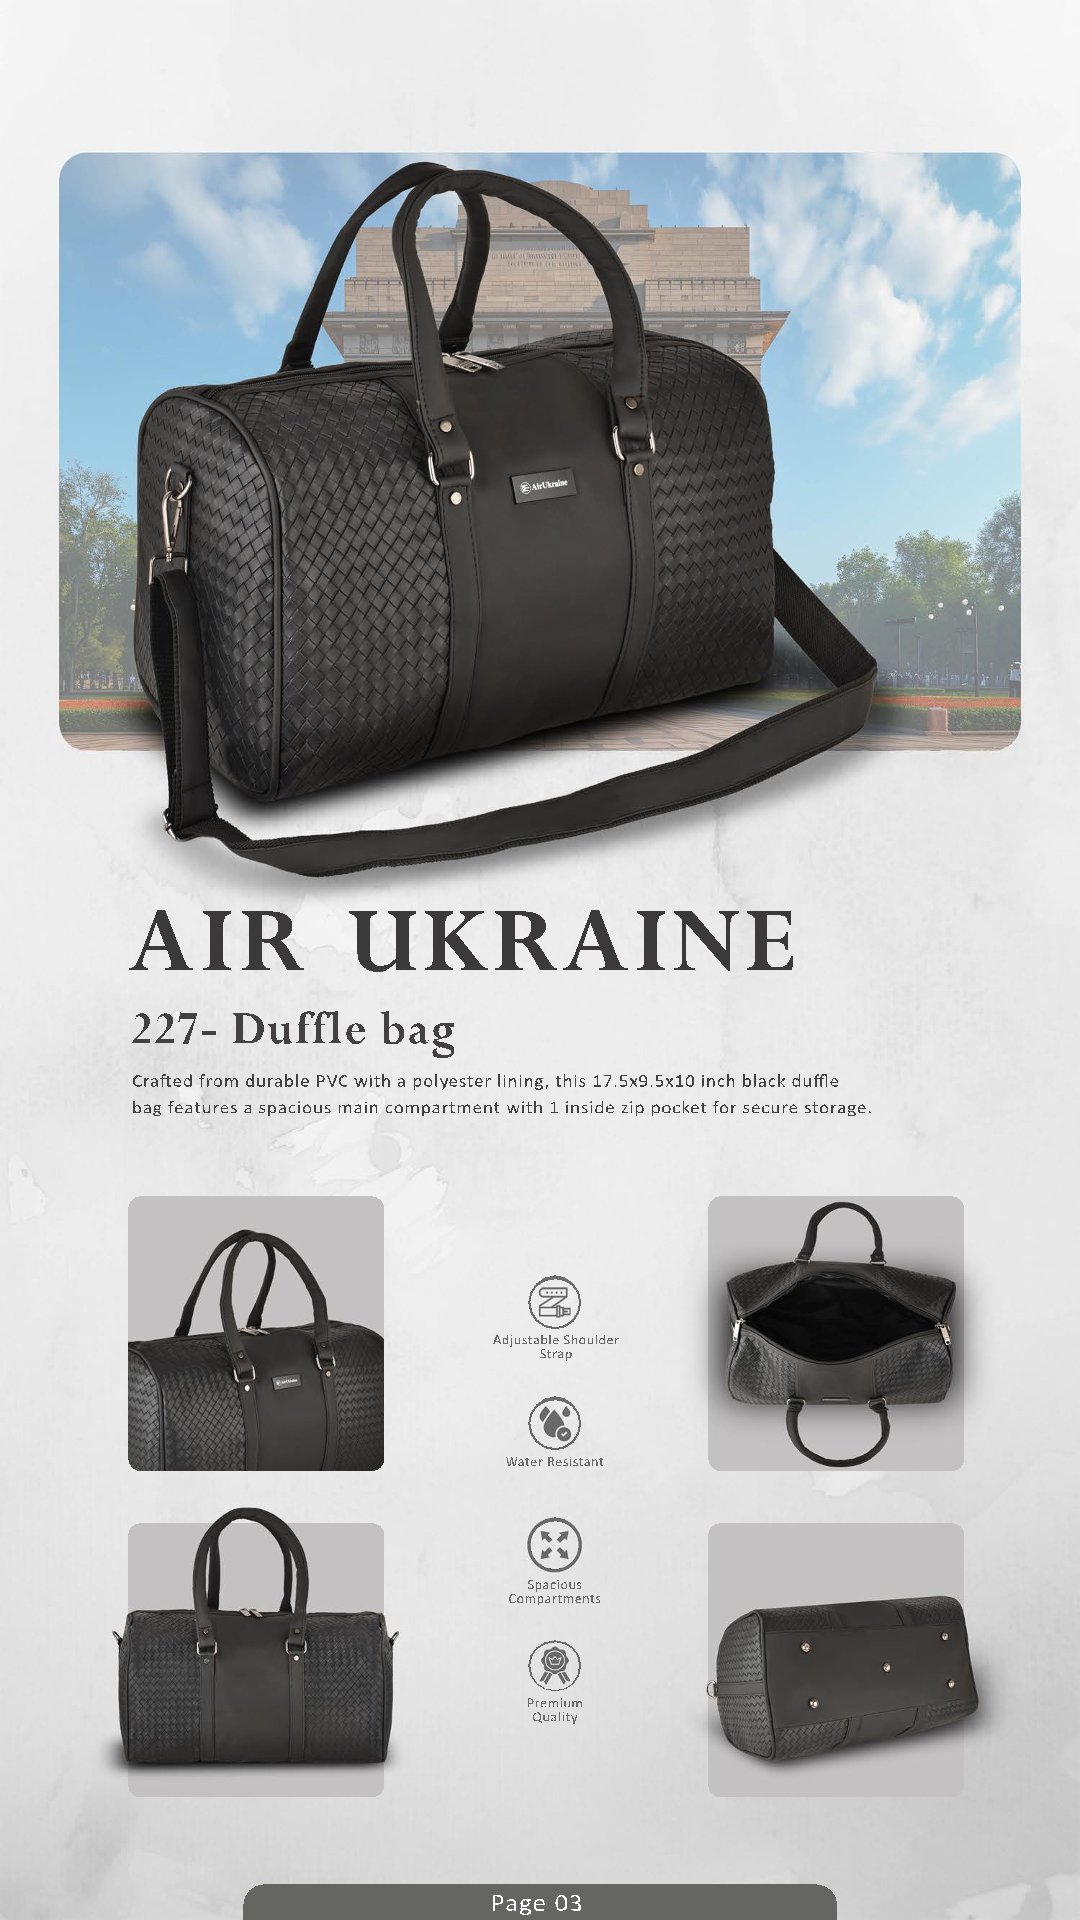 AirUkraine
AIR UKRAINE
227- Duffle bag
Crafted from durable PVC with a polyester lining, this 17.5x9.5x10 inch black duffle
bag features a spacious main compartment with 1 inside zip pocket for secure storage.
Adjustable Shoulder
Strap
Water Resistant
Spacious
Compartments
Premium
Quality
Page 03